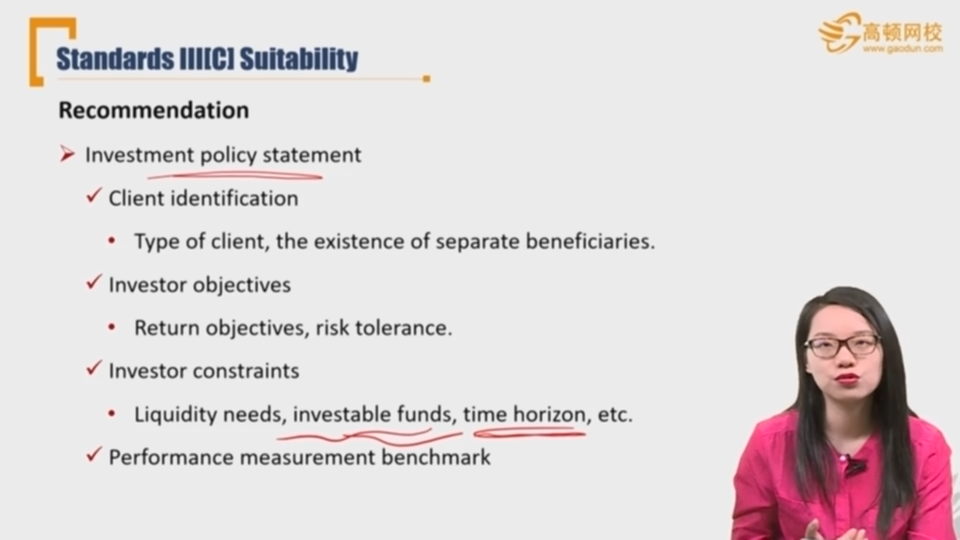 高顿网校
www.gaodun.com
Standards III[C] Suitability
Recommendation
Investment policy statement
Client identification
Type of client, the existence of separate beneficiaries.
Investor objectives
Return objectives, risk tolerance.
Investor constraints
Liquidity needs, investable funds, time horizon, etc.
Performance measurement benchmark